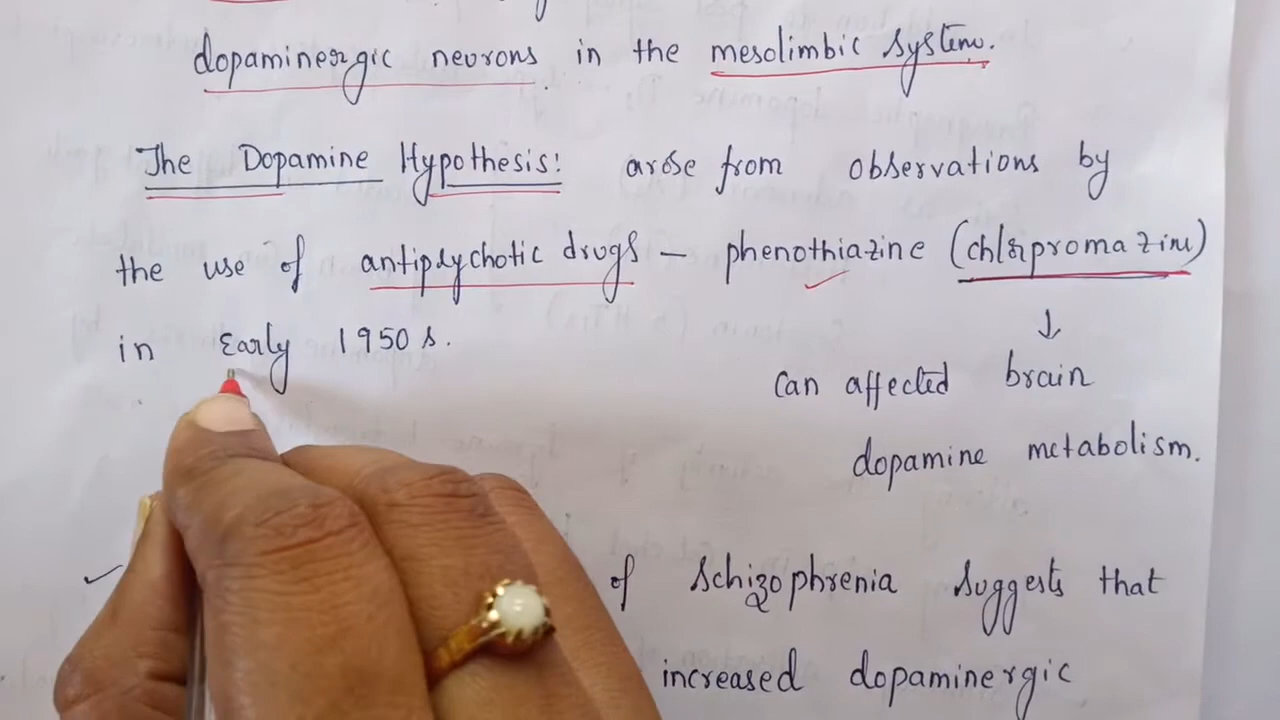 dopaminergic neurons in the mesolimbic system.
The Dopamine Hypothesis: arose from observations by
the use of antipsychotic drugs – phenothiazine (chlorpromazine)
in Early 1950s.
↓
can affected brain
dopamine metabolism.
of schizophrenia suggests that
increased dopaminergic